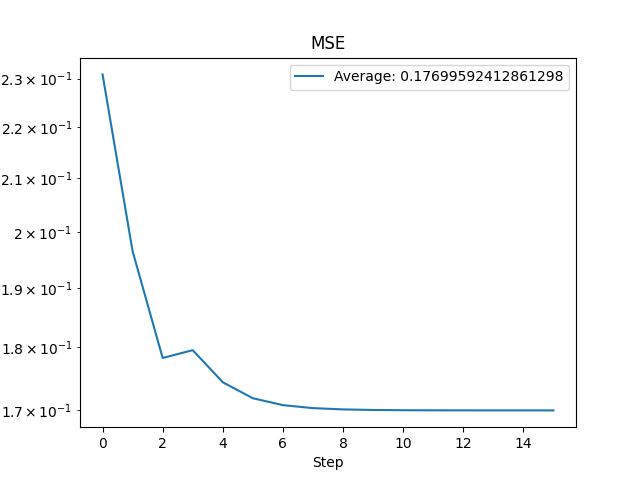 MSE
Average: 0.17699592412861298
2.3 × 10⁻¹
2.2 × 10⁻¹
2.1 × 10⁻¹
2 × 10⁻¹
1.9 × 10⁻¹
1.8 × 10⁻¹
1.7 × 10⁻¹
0 2 4 6 8 10 12 14
Step